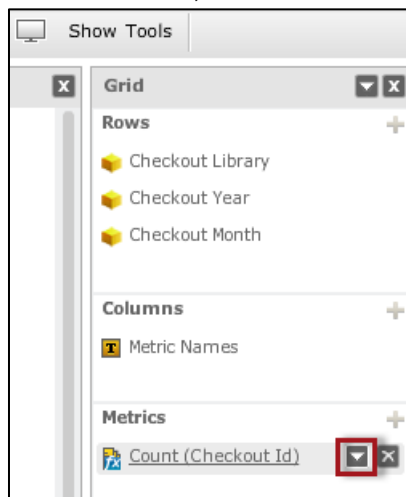 Show Tools
Grid
Rows
Checkout Library
Checkout Year
Checkout Month
Columns
Metric Names
Metrics
Count (Checkout Id)